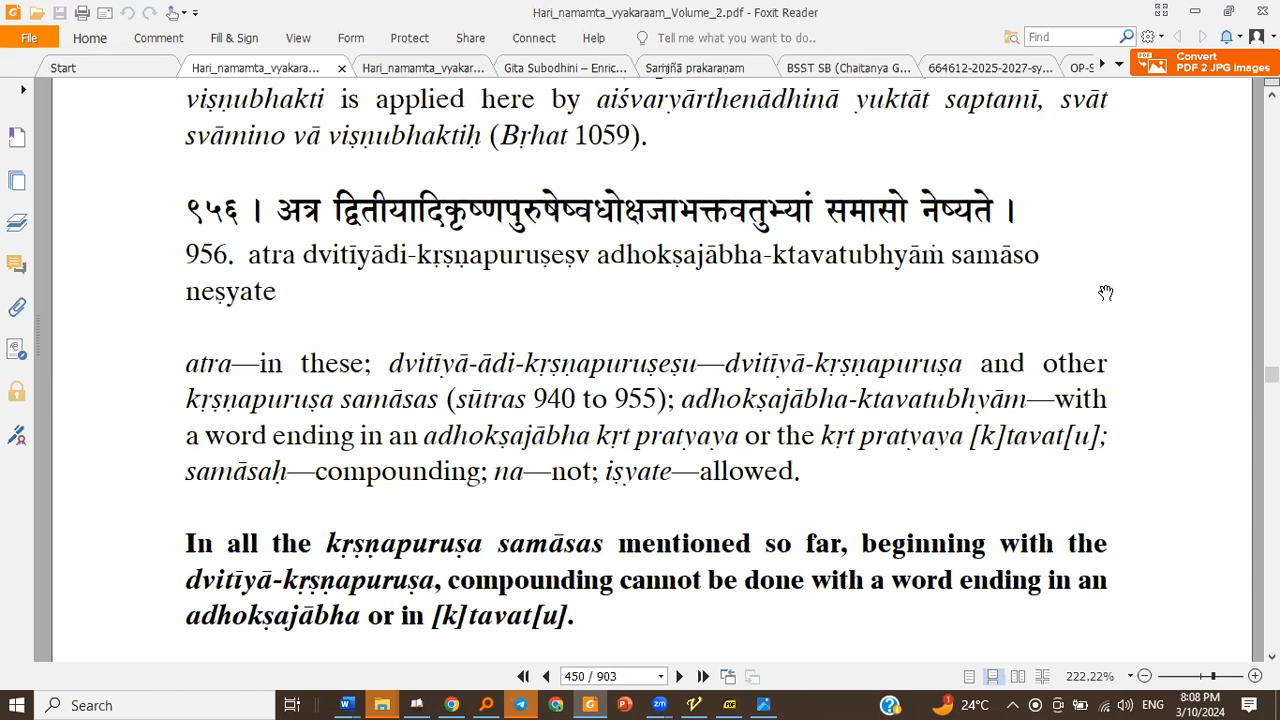 Hari_namamta_vyakaraam_Volume_2.pdf - Foxit Reader
File Home Comment Fill & Sign View Form Protect Share Connect Help Tell me what you want to do.. Find
Start Hari_namamta_vyakara... Hari_namamta_vyakar... Gita Subodhini – Enric... Saṁjñā prakaraṇam BSST SB (Chaitanya G... 664612-2025-2027-sy... OP-S Convert
PDF 2 JPG Images
viṣṇubhakti is applied here by aiśvaryārthenādhinā yuktāt saptamī, svāt
svāmino vā viṣṇubhaktiḥ (Bṛhat 1059).
९५६ । अत्र द्वितीयादिकृष्णपुरुषेष्वधोक्षजाभक्तवतुभ्यां समासो नेष्यते ।
956. atra dvitīyādi-kṛṣṇapuruṣeṣv adhokṣajābha-ktavatubhyāṁ samāso
neṣyate
atra—in these; dvitīyā-ādi-kṛṣṇapuruṣeṣu—dvitīyā-kṛṣṇapuruṣa and other
kṛṣṇapuruṣa samāsas (sūtras 940 to 955); adhokṣajābha-ktavatubhyām—with
a word ending in an adhokṣajābha kṛt pratyaya or the kṛt pratyaya [k]tavat[u];
samāsaḥ—compounding; na—not; iṣyate—allowed.
In all the kṛṣṇapuruṣa samāsas mentioned so far, beginning with the
dvitīyā-kṛṣṇapuruṣa, compounding cannot be done with a word ending in an
adhokṣajābha or in [k]tavat[u].
450 / 903 222.22%
Search 24°C ENG 8:08 PM
3/10/2024